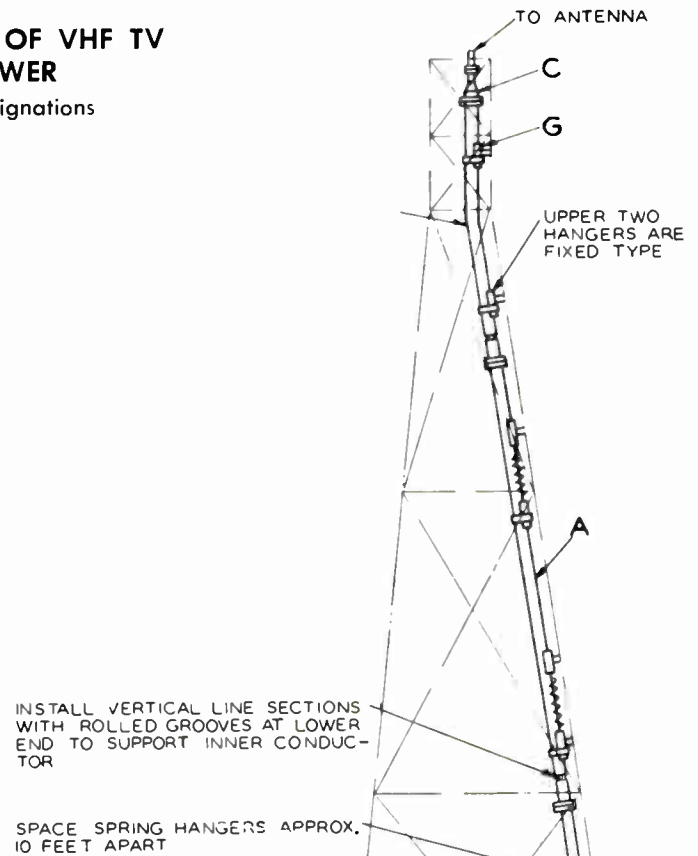 OF VHF TV
WER
ignations
TO ANTENNA
C
G
UPPER TWO
HANGERS ARE
FIXED TYPE
A
INSTALL VERTICAL LINE SECTIONS
WITH ROLLED GROOVES AT LOWER
END TO SUPPORT INNER CONDUC-
TOR
SPACE SPRING HANGERS APPROX.
10 FEET APART